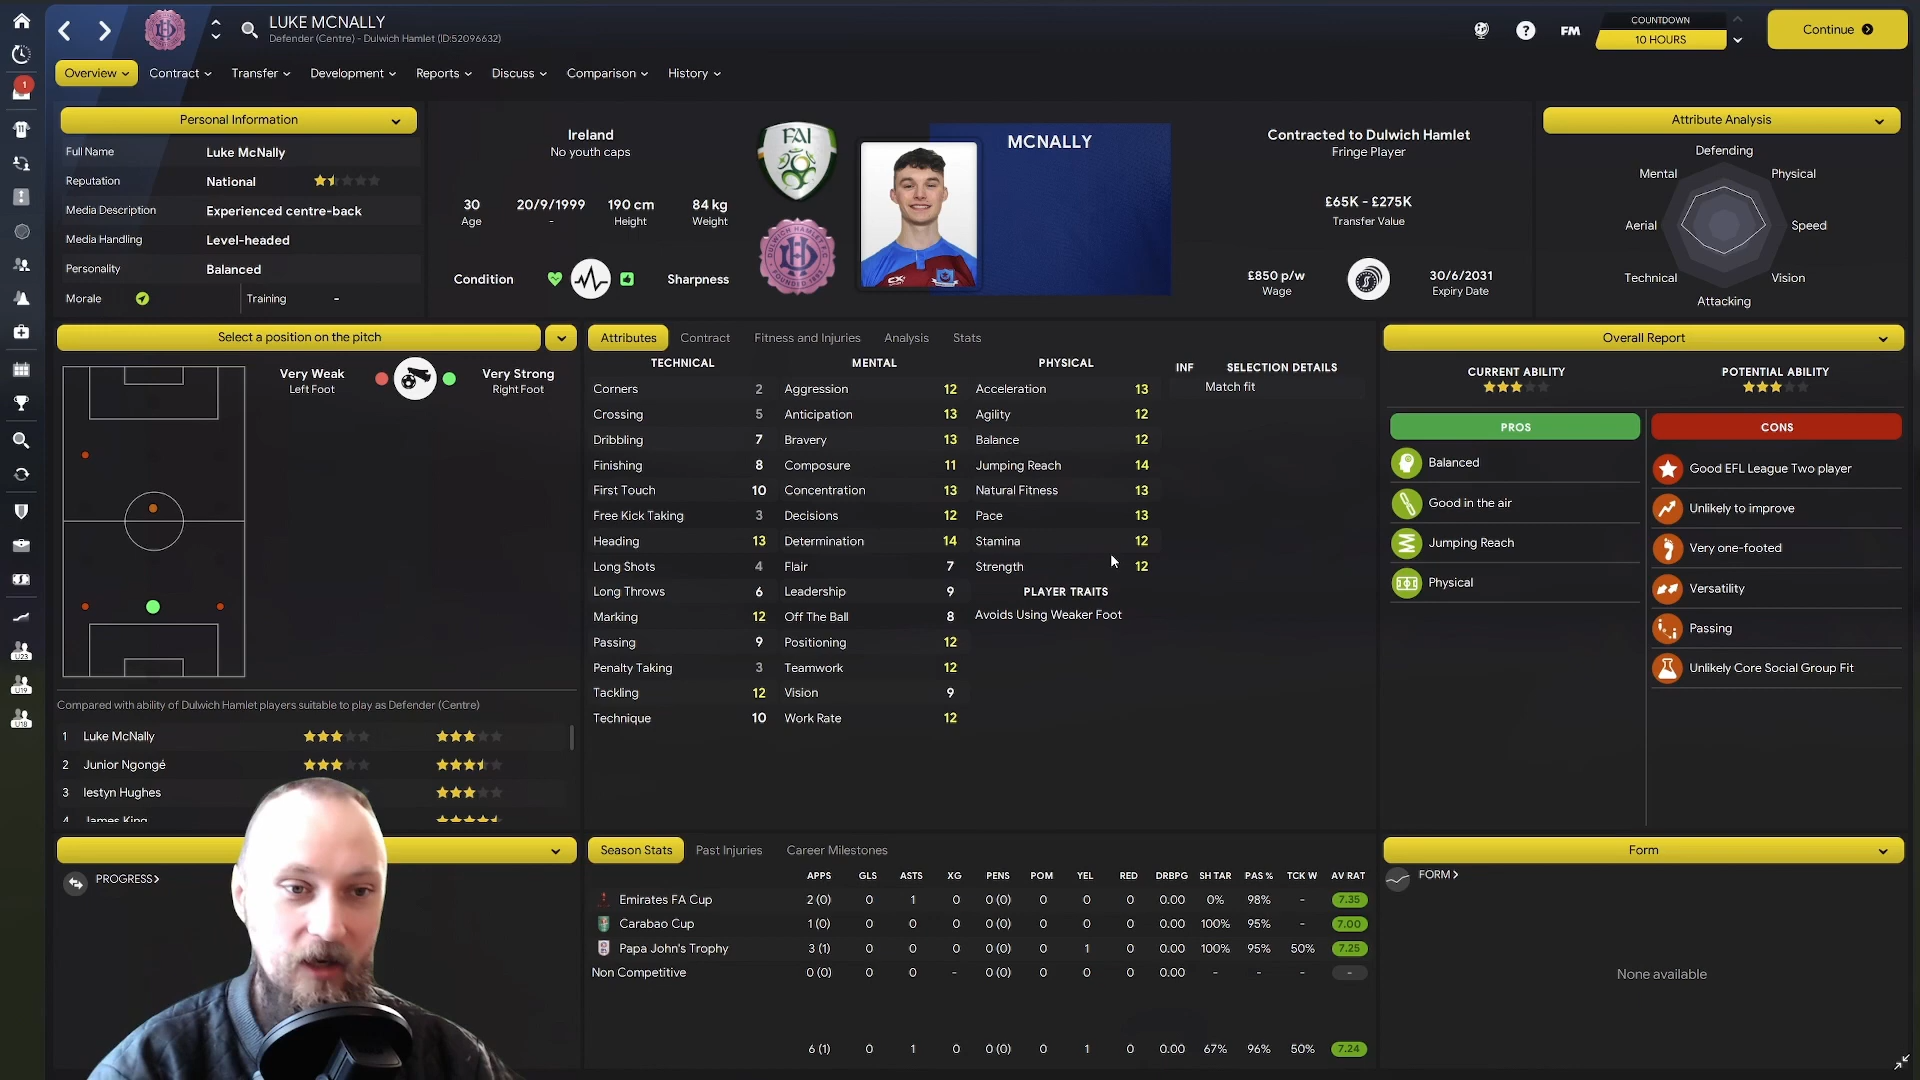 LUKE MCNALLY
Defender (Centre) - Dulwich Hamlet (ID:52096632)
FM
COUNTDOWN
10 HOURS
Continue
1
Overview
Contract
Transfer
Development
Reports
Discuss
Comparison
History
Personal Information
Full Name Luke McNally
Reputation National
Media Description Experienced centre-back
Media Handling Level-headed
Personality Balanced
Morale
Training -
Ireland
No youth caps
30 20/9/1999 190 cm 84 kg
Age - Height Weight
Condition Sharpness
FAI
MCNALLY
Contracted to Dulwich Hamlet
Fringe Player
£65K - £275K
Transfer Value
£850 p/w 30/6/2031
Wage Expiry Date
Attribute Analysis
Defending
Mental Physical
Aerial Speed
Technical Vision
Attacking
Select a position on the pitch
Very Weak Very Strong
Left Foot Right Foot
Compared with ability of Dulwich Hamlet players suitable to play as Defender (Centre)
1 Luke McNally
2 Junior Ngongé
3 Iestyn Hughes
4 James King
PROGRESS>
U23
U19
U18
Attributes Contract Fitness and Injuries Analysis Stats
TECHNICAL MENTAL PHYSICAL
Corners 2 Aggression 12 Acceleration 13
Crossing 5 Anticipation 13 Agility 12
Dribbling 7 Bravery 13 Balance 12
Finishing 8 Composure 11 Jumping Reach 14
First Touch 10 Concentration 13 Natural Fitness 13
Free Kick Taking 3 Decisions 12 Pace 13
Heading 13 Determination 14 Stamina 12
Long Shots 4 Flair 7 Strength 12
Long Throws 6 Leadership 9 PLAYER TRAITS
Marking 12 Off The Ball 8 Avoids Using Weaker Foot
Passing 9 Positioning 12
Penalty Taking 3 Teamwork 12
Tackling 12 Vision 9
Technique 10 Work Rate 12
INF SELECTION DETAILS
Match fit
Overall Report
CURRENT ABILITY POTENTIAL ABILITY
PROS CONS
Balanced
Good in the air
Jumping Reach
Physical
Good EFL League Two player
Unlikely to improve
Very one-footed
Versatility
Passing
Unlikely Core Social Group Fit
Season Stats Past Injuries Career Milestones
APPS GLS ASTS XG PENS POM YEL RED DRBPG SH TAR PAS % TCK W AV RAT
Emirates FA Cup 2 (0) 0 1 0 0 (0) 0 0 0 0.00 0% 98% - 7.35
Carabao Cup 1 (0) 0 0 0 0 (0) 0 0 0 0.00 100% 95% - 7.00
Papa John's Trophy 3 (1) 0 0 0 0 (0) 0 1 0 0.00 100% 95% 50% 7.25
Non Competitive 0 (0) 0 0 - 0 (0) 0 0 0 0.00 - - - -
6 (1) 0 1 0 0 (0) 0 1 0 0.00 67% 96% 50% 7.24
Form
FORM>
None available